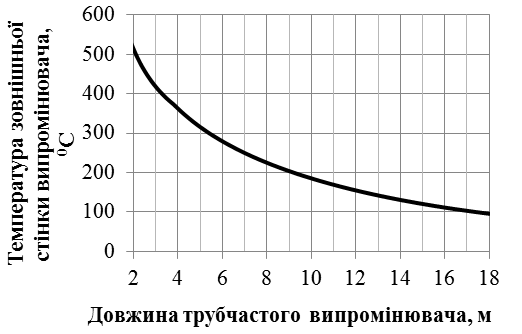 Температура зовнішньої
стінки випромінювача,
⁰С
600
500
400
300
200
100
0
2 4 6 8 10 12 14 16 18
Довжина трубчастого випромінювача, м